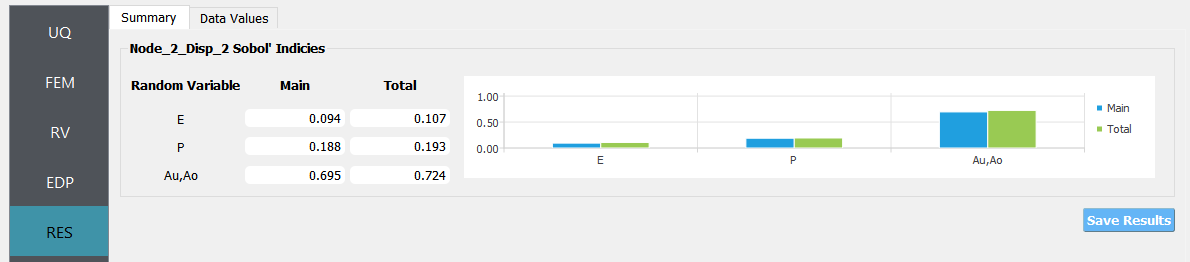 UQ
FEM
RV
EDP
RES
Summary
Data Values
Node_2_Disp_2 Sobol' Indicies
Random Variable Main Total
E 0.094 0.107
P 0.188 0.193
Au,Ao 0.695 0.724
1.00
0.50
0.00
E P Au,Ao
Main
Total
Save Results